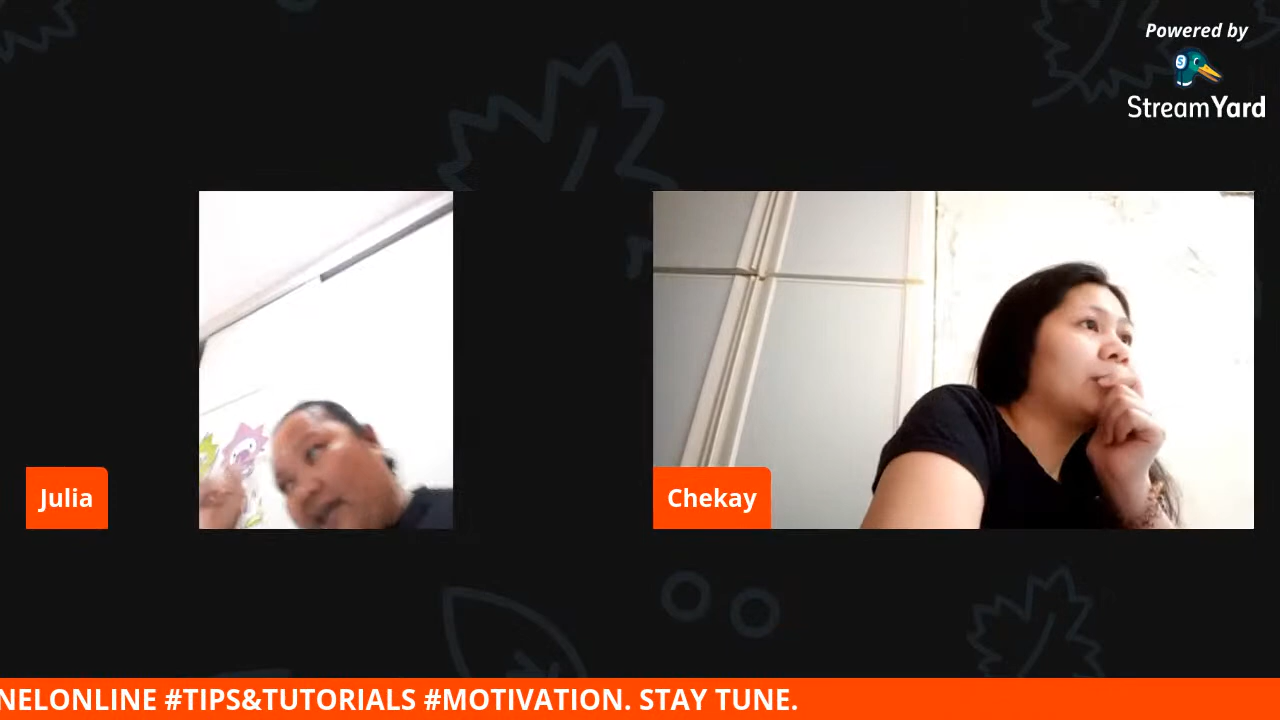 Powered by
StreamYard
Julia
Chekay
NELONLINE #TIPS&TUTORIALS #MOTIVATION. STAY TUNE.